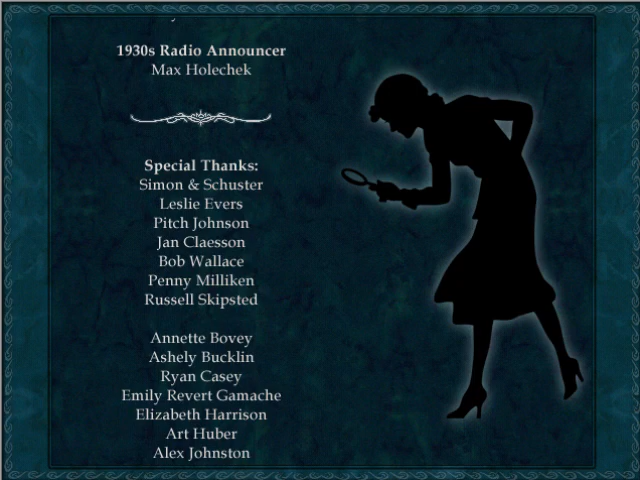 1930s Radio Announcer
Max Holechek
Special Thanks:
Simon & Schuster
Leslie Evers
Pitch Johnson
Jan Claesson
Bob Wallace
Penny Milliken
Russell Skipsted
Annette Bovey
Ashely Bucklin
Ryan Casey
Emily Revert Gamache
Elizabeth Harrison
Art Huber
Alex Johnston